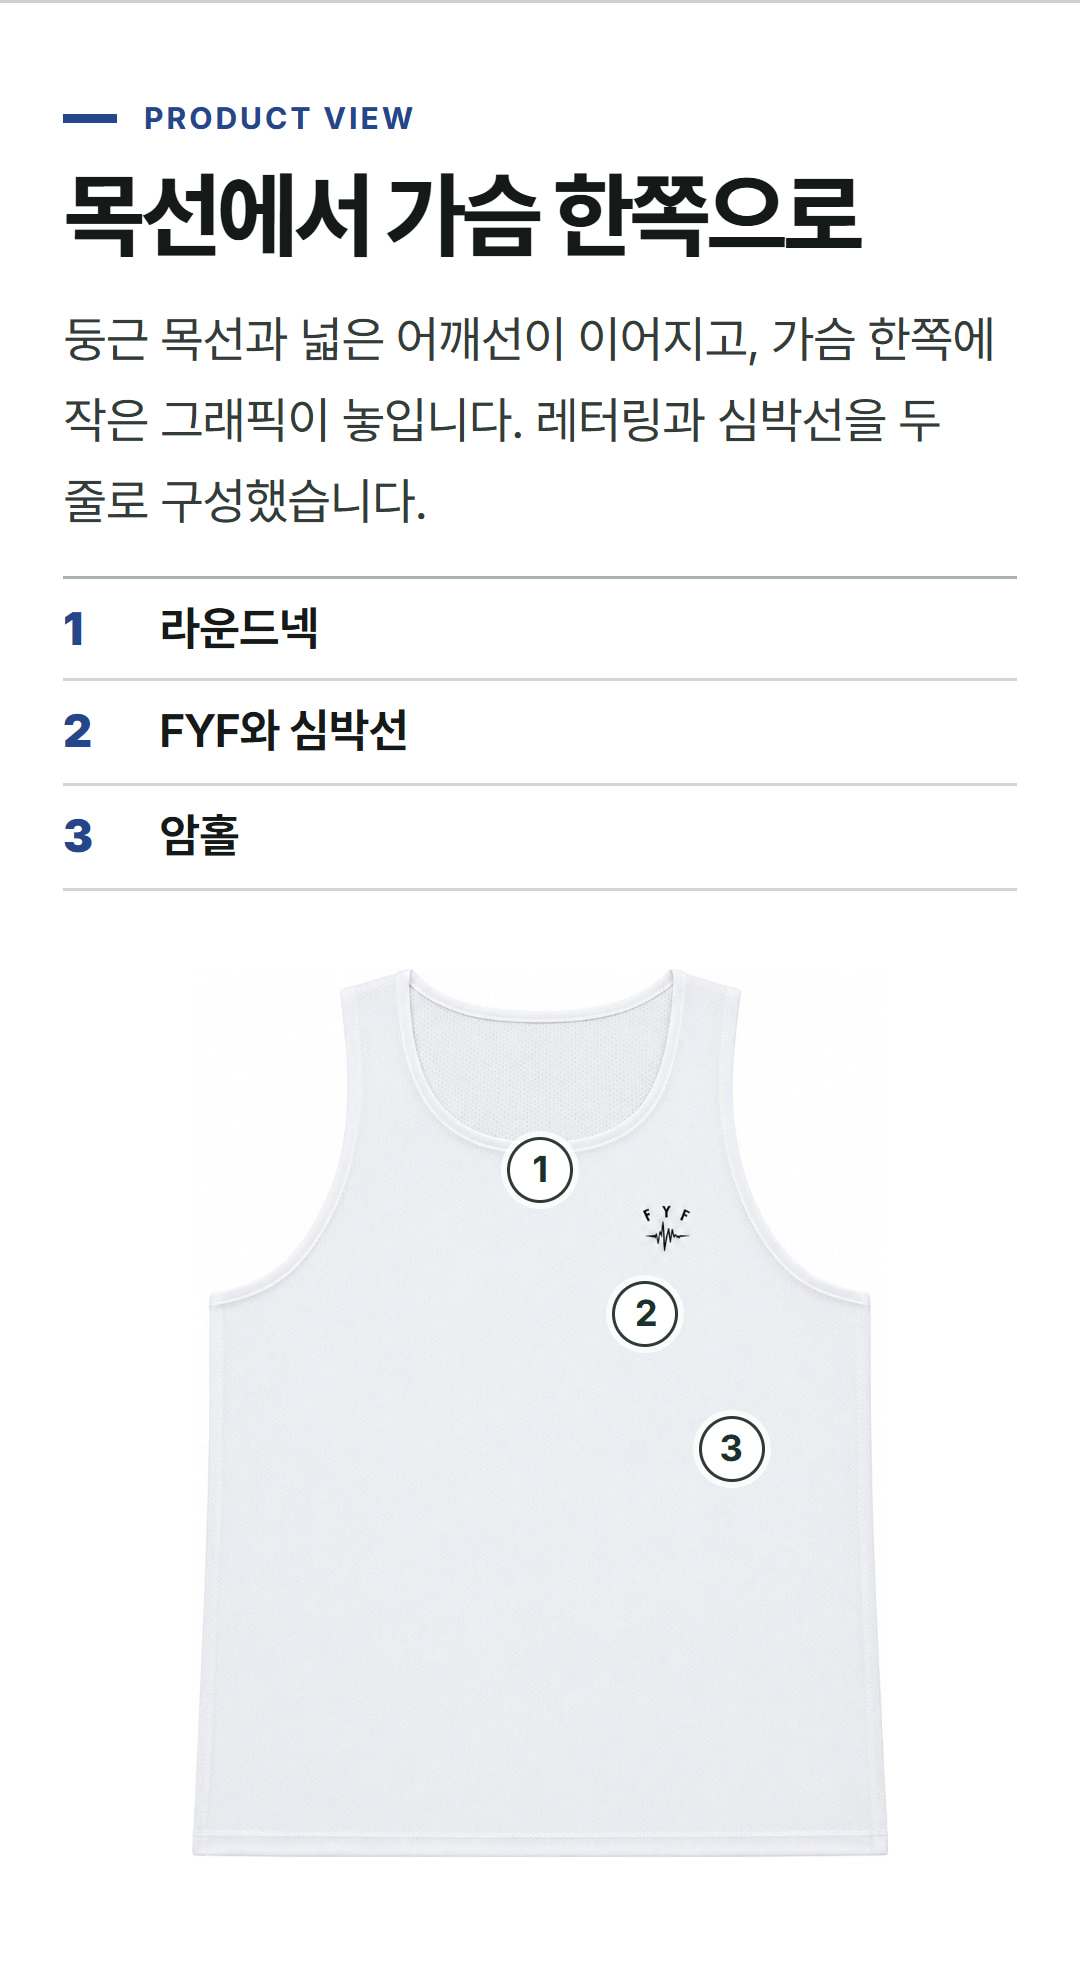 PRODUCT VIEW
목선에서 가슴 한쪽으로
둥근 목선과 넓은 어깨선이 이어지고, 가슴 한쪽에
작은 그래픽이 놓입니다. 레터링과 심박선을 두
줄로 구성했습니다.
1 라운드넥
2 FYF와 심박선
3 암홀
1
F Y F
2
3